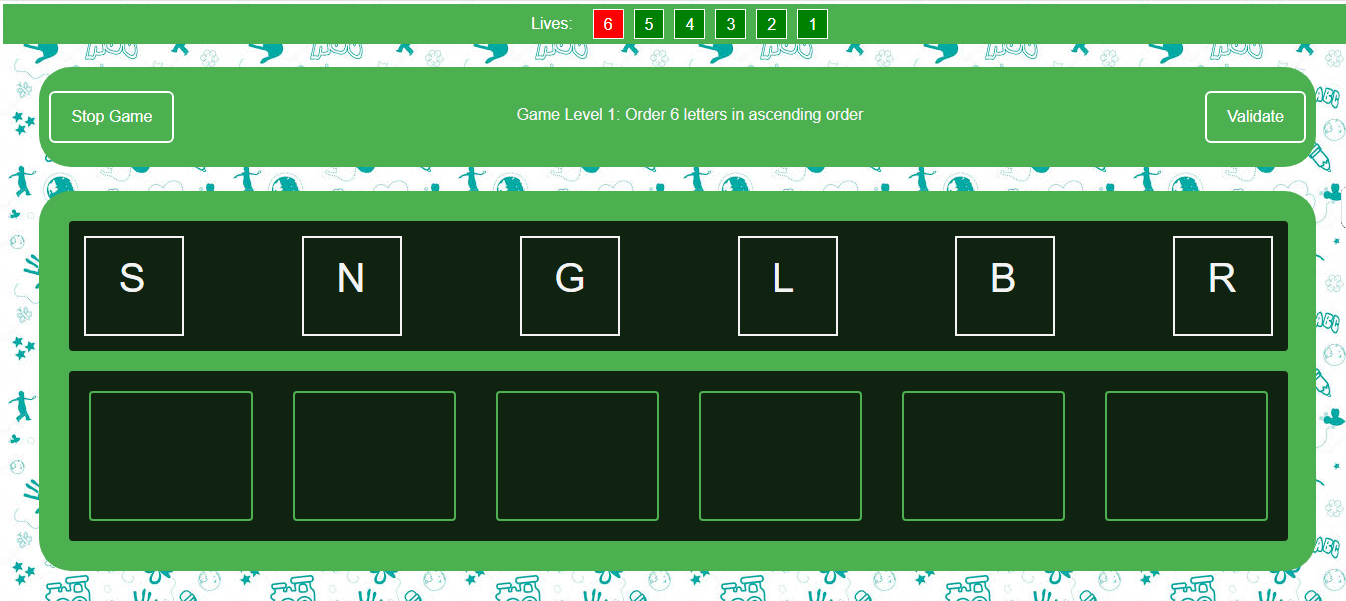 Lives: 6 5 4 3 2 1
Stop Game
Game Level 1: Order 6 letters in ascending order
Validate
S N G L B R